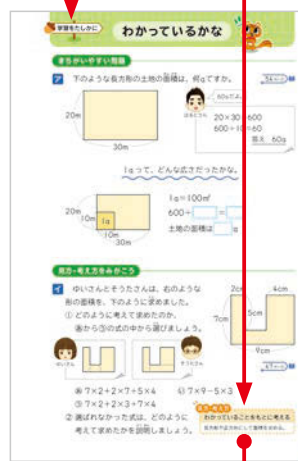 学習をたしかに
わかっているかな
まちがいやすい問題
ア 下のような長方形の土地の面積は、何aですか。
60aだよ。
はるとさん
20m
30m
20×30=600
600÷10=60
答え 60a
1aって、どんな広さだったかな。
20m
10m
1a
10m
30m
1a=100m²
600÷ =
土地の面積は a
見方・考え方をみがこう
イ ゆいさんとそうたさんは、右のような
形の面積を、下のように求めました。
① どのように考えて求めたのか、
あからうの式の中から選びましょう。
2cm
4cm
7cm
5cm
9cm
ゆいさん
そうたさん
あ 7×2+2×7+5×4
い 7×9-5×3
う 7×2+2×3+7×4
② 選ばれなかった式は、どのように
考えて求めたかを説明しましょう。
わかっていることをもとに考える